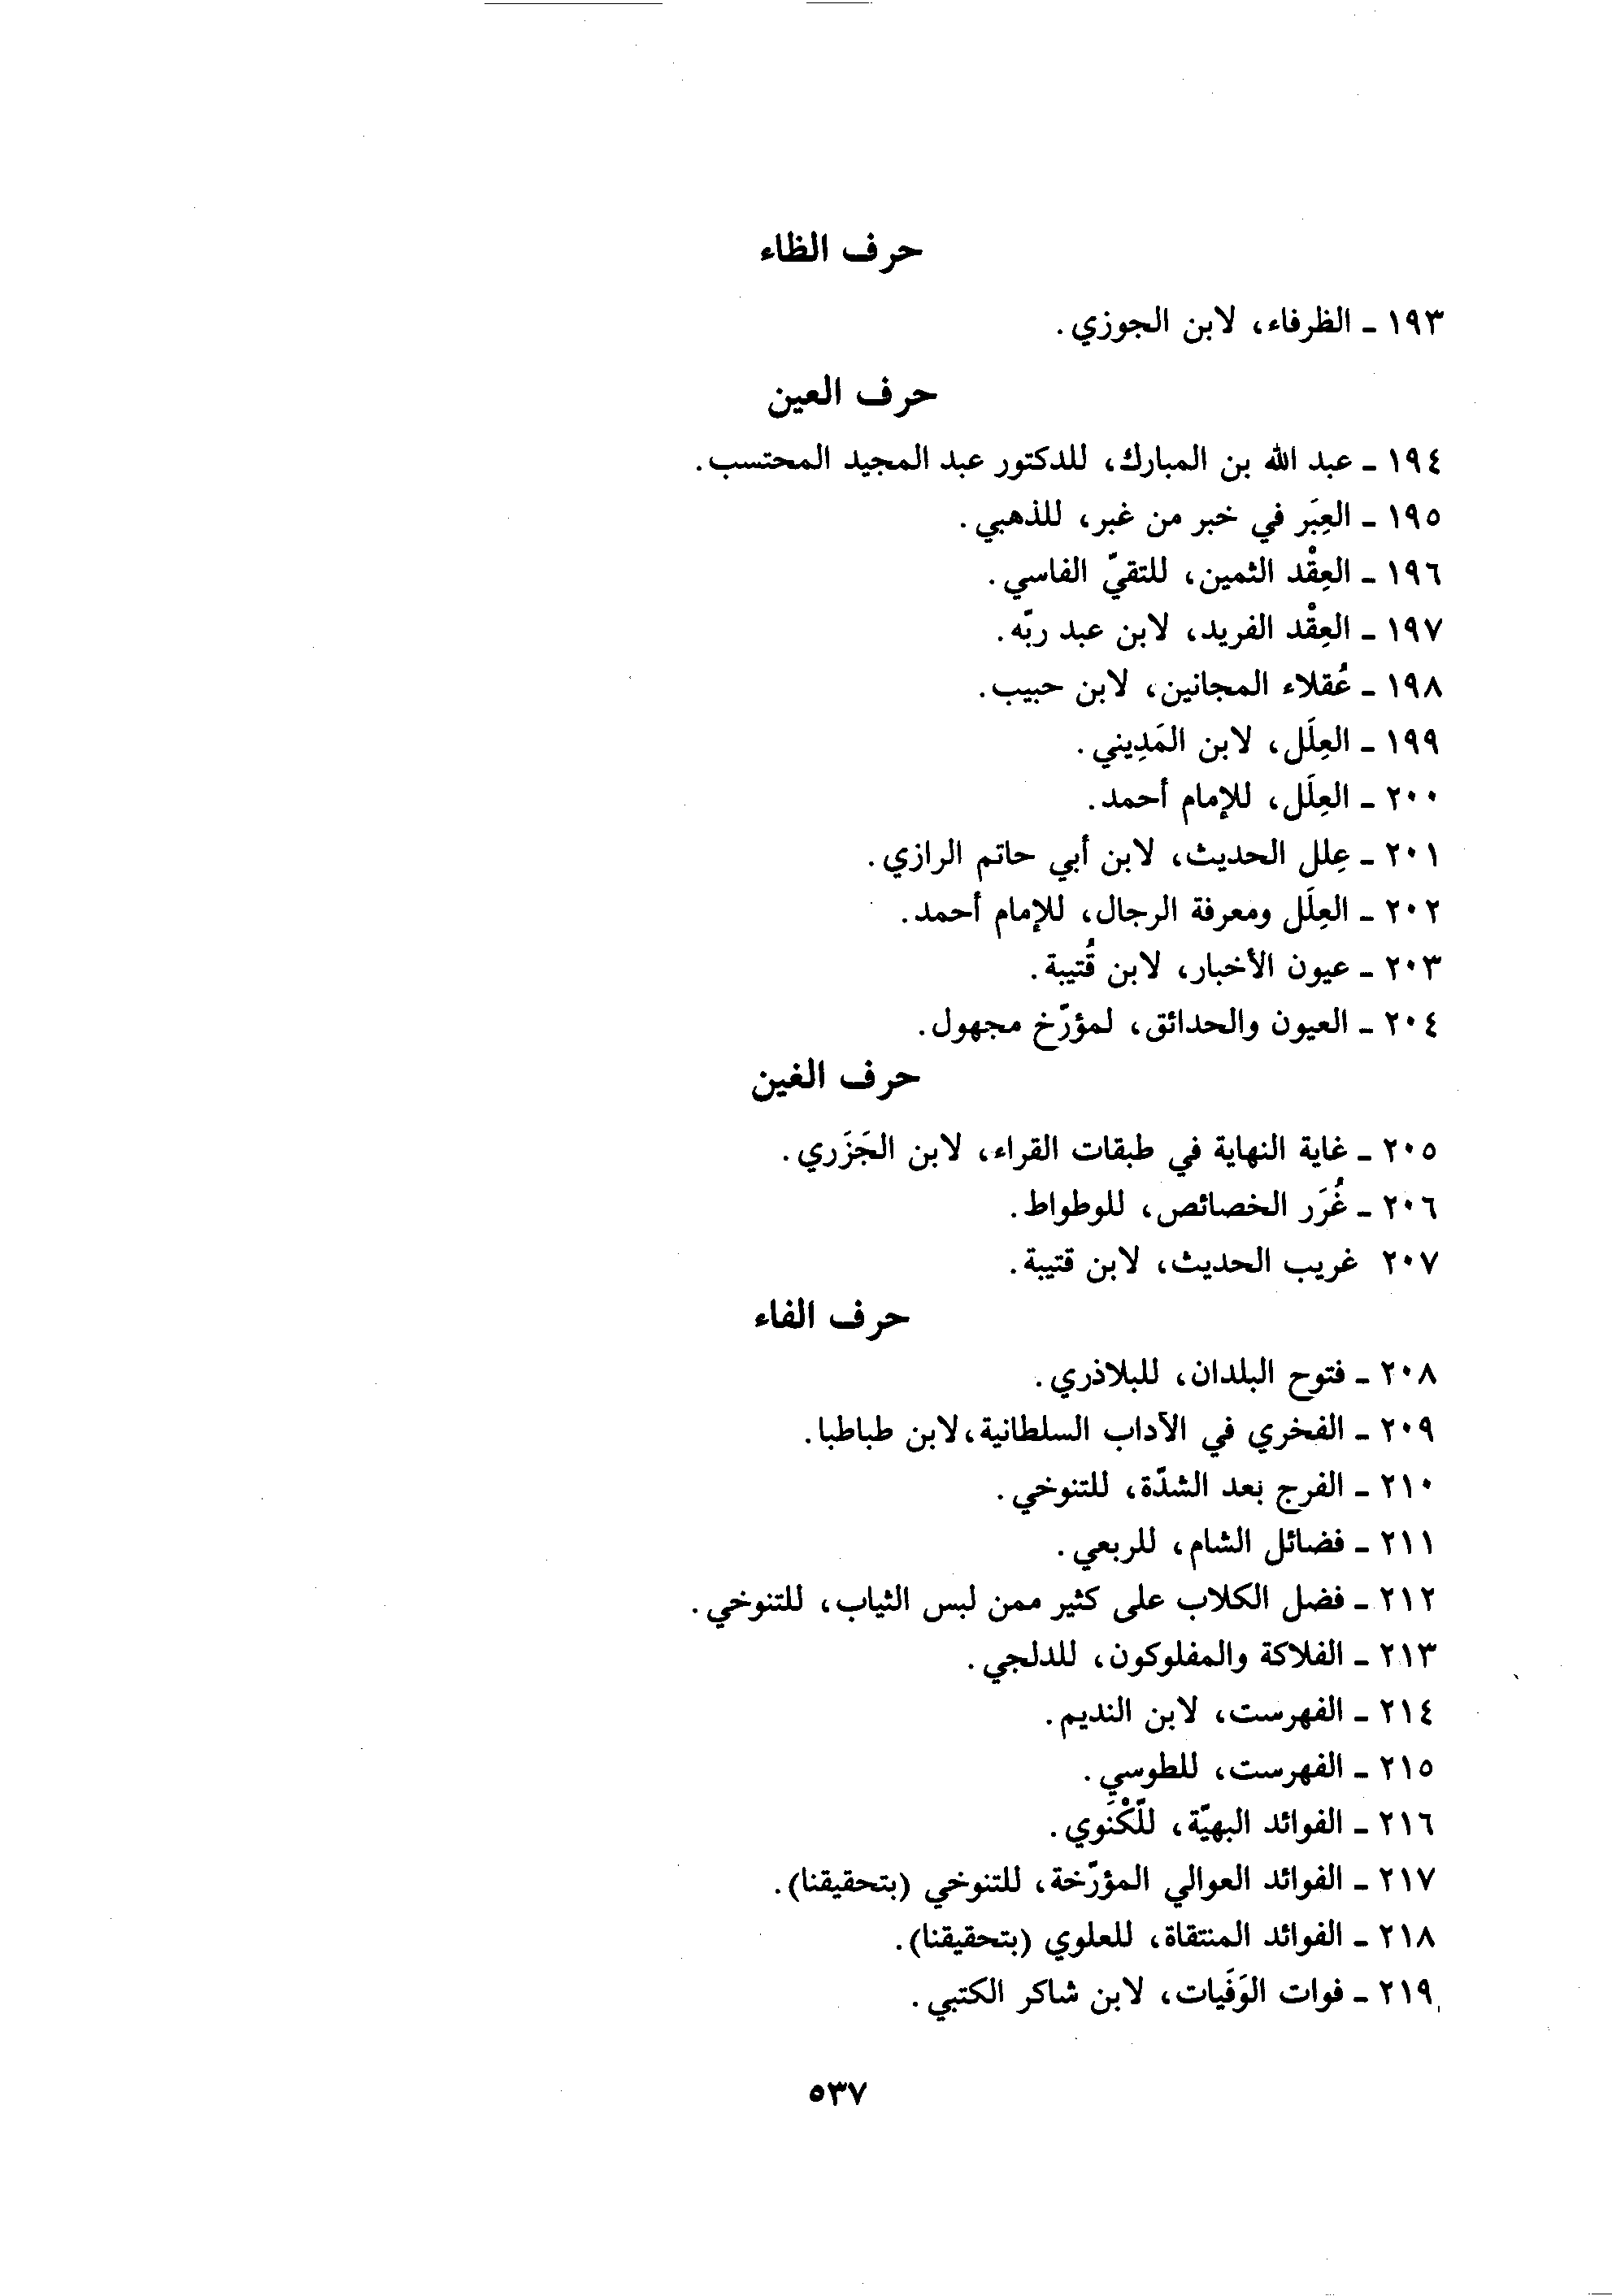 حرف الظاء
١٩٣ ـ الظرفاء، لابن الجوزي.
حرف العين
١٩٤ ـ عبد الله بن المبارك، للدكتور عبد المجيد المحتسب.
١٩٥ ـ العِبَر في خبر من غبر، للذهبي.
١٩٦ ـ العِقْد الثمين، للتقيّ الفاسي.
١٩٧ ـ العِقْد الفريد، لابن عبد ربّه.
١٩٨ ـ عُقلاء المجانين، لابن حبيب.
١٩٩ ـ العِلَل، لابن المَدِيني.
٢٠٠ ـ العِلَل، للإمام أحمد.
٢٠١ ـ عِلل الحديث، لابن أبي حاتم الرازي.
٢٠٢ ـ العِلَل ومعرفة الرجال، للإمام أحمد.
٢٠٣ ـ عيون الأخبار، لابن قُتيبة.
٢٠٤ ـ العيون والحدائق، لمؤرّخ مجهول.
حرف الغين
٢٠٥ ـ غاية النهاية في طبقات القراء، لابن الجَزَري.
٢٠٦ ـ غُرَر الخصائص، للوطواط.
٢٠٧ غريب الحديث، لابن قتيبة.
حرف الفاء
٢٠٨ ـ فتوح البلدان، للبلاذري.
٢٠٩ ـ الفخري في الآداب السلطانية، لابن طباطبا.
٢١٠ ـ الفرج بعد الشدّة، للتنوخي.
٢١١ ـ فضائل الشام، للربعي.
٢١٢ ـ فضل الكلاب على كثير ممن لبس الثياب، للتنوخي.
٢١٣ ـ الفلاكة والمفلوكون، للدلجي.
٢١٤ ـ الفهرست، لابن النديم.
٢١٥ ـ الفهرست، للطوسي.
٢١٦ ـ الفوائد البهيّة، للّكْنَوي.
٢١٧ ـ الفوائد العوالي المؤرّخة، للتنوخي (بتحقيقنا).
٢١٨ ـ الفوائد المنتقاة، للعلوي (بتحقيقنا).
٢١٩ ـ فوات الوَفَيات، لابن شاكر الكتبي.
٥٣٧